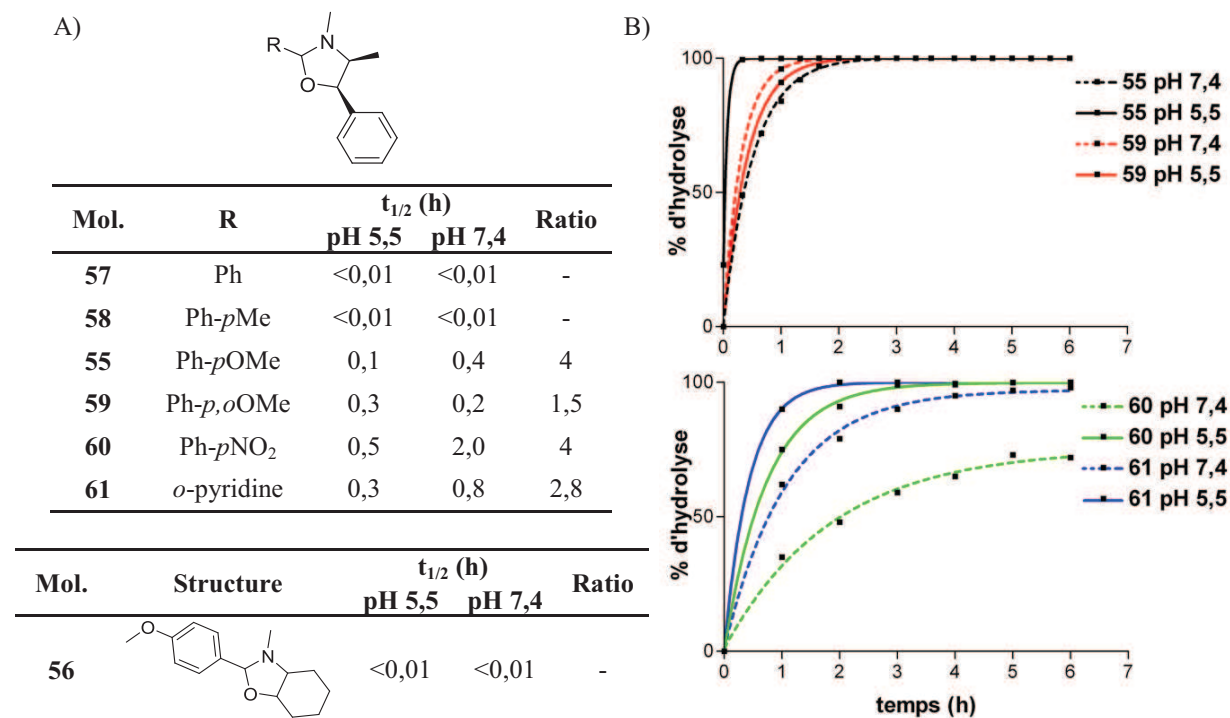 A)
N
R
O
Mol. R t1/2 (h) Ratio
pH 5,5 pH 7,4
57 Ph <0,01 <0,01 -
58 Ph-pMe <0,01 <0,01 -
55 Ph-pOMe 0,1 0,4 4
59 Ph-p,oOMe 0,3 0,2 1,5
60 Ph-pNO2 0,5 2,0 4
61 o-pyridine 0,3 0,8 2,8
Mol. Structure t1/2 (h) Ratio
pH 5,5 pH 7,4
O
N
O
56 <0,01 <0,01 -
B)
% d'hydrolyse
100
50
0
0 1 2 3 4 5 6 7
55 pH 7,4
55 pH 5,5
59 pH 7,4
59 pH 5,5
% d'hydrolyse
100
50
0
0 1 2 3 4 5 6 7
temps (h)
60 pH 7,4
60 pH 5,5
61 pH 7,4
61 pH 5,5